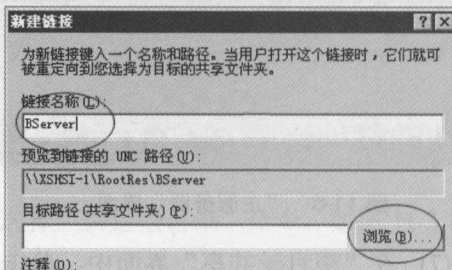 新建链接
为新链接键入一个名称和路径。当用户打开这个链接时，它们就可
被重定向到您选择为目标的共享文件夹。
链接名称(L):
BServer
预览到链接的 UNC 路径(U):
\\XSHSI-1\RootRes\BServer
目标路径(共享文件夹)(P):
浏览(B)...
注释(O):